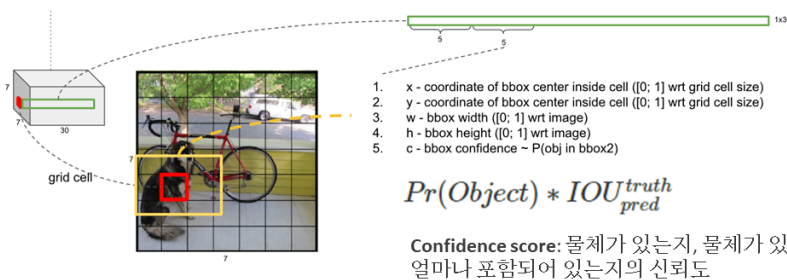 1x3
5
5
7
7
30
1. x - coordinate of bbox center inside cell ([0; 1] wrt grid cell size)
2. y - coordinate of bbox center inside cell ([0; 1] wrt grid cell size)
3. w - bbox width ([0; 1] wrt image)
4. h - bbox height ([0; 1] wrt image)
5. c - bbox confidence ~ P(obj in bbox2)
7
grid cell
7
Pr(Object) * IOU truth pred
Confidence score: 물체가 있는지, 물체가 있
얼마나 포함되어 있는지의 신뢰도